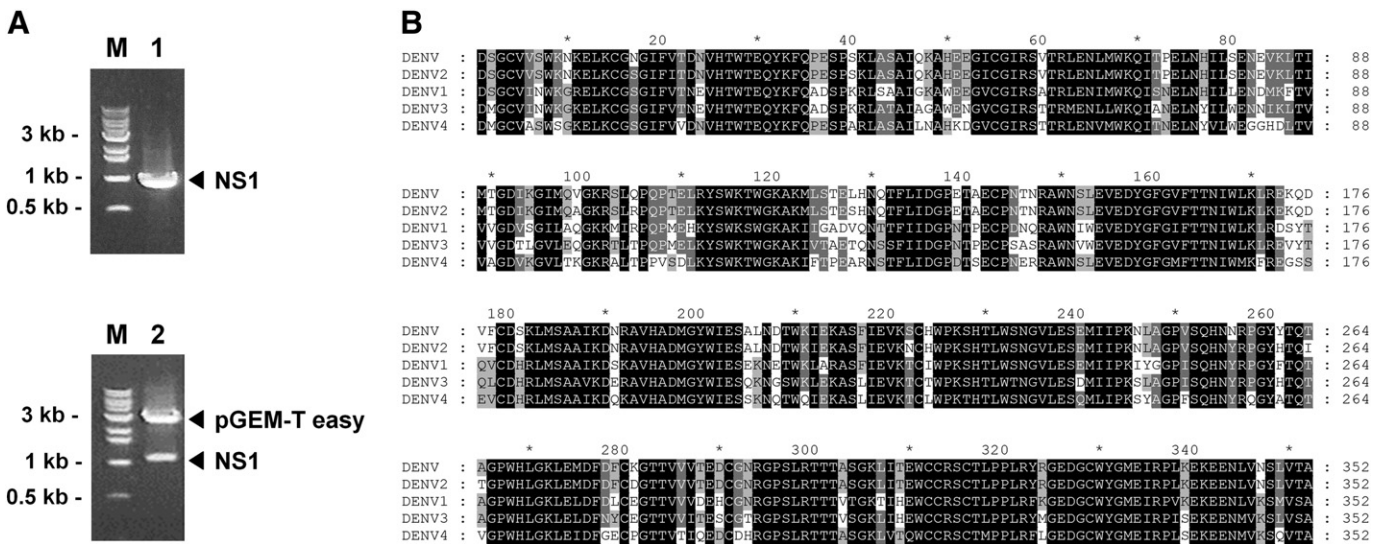 A
M 1
3 kb -
1 kb -
0.5 kb -
NS1
M 2
3 kb -
1 kb -
0.5 kb -
pGEM-T easy
NS1
B
* 20 * 40 * 60 * 80
DENV : DSGCVVSWKNKELKCGNGIFVTDNVHTWTEQYKFQPESPSKLASAIQKAHEEGICGIRSVTRLENLMWKQITPELNHILSENEVKLTI : 88
DENV2 : DSGCVVSWKNKELKCGSGIFITDNVHTWTEQYKFQPESPSKLASAIQKAHEEGICGIRSVTRLENLMWKQITPELNHILSENEVKLTI : 88
DENV1 : DSGCVINWKGRELKCGSGIFVTNEVHTWTEQYKFQADSPKRLSAAIGKAWEEGVCGIRSATRLENIMWKQISNELNHILLENDMKFTV : 88
DENV3 : DMGCVINWKGKELKCGSGIFVTNEVHTWTEQYKFQADSPKRLATAIAGAWENGVCGIRSTTRMENLLWKQIANELNYILWENDIKLTV : 88
DENV4 : DMGCVASWSGKELKCGSGIFVVDNVHTWTEQYKFQPESPARLASAILNAHKDGVCGIRSTTRLENVMWKQITNELNYVLWEGGHDLTV : 88
* 100 * 120 * 140 * 160 *
DENV : MTGDIKGIMQVGKRSLQPQPTELRYSWKTWGKAKMLSTELHNQTFLIDGPETAECPNTNRAWNSLEVEDYGFGVFTTNIWLKLREKQD : 176
DENV2 : MTGDIKGIMQAGKRSLRPQPTELKYSWKTWGKAKMLSTESHNQTFLIDGPETAECPNTNRAWNSLEVEDYGFGVFTTNIWLKLKEKQD : 176
DENV1 : VVGDVSGILAQGKKMIRPQPMEHKYSWKSWGKAKIIGADVQNTTFIIDGPNTPECPDNQRAWNIWEVEDYGFGIFTTNIWLKLRDSYT : 176
DENV3 : VVGDTLGVLEQGKRTLTPQPMELKYSWKTWGKAKIVTAETQNSSFIIDGPNTPECPSASRAWNVWEVEDYGFGVFTTNIWLKLREVYT : 176
DENV4 : VAGDVKGVLTKGKRALTPPVSDLKYSWKTWGKAKIFTPEARNSTFLIDGPDTSECPNERRAWNSLEVEDYGFGMFTTNIWMKFREGSS : 176
180 * 200 * 220 * 240 * 260
DENV : VFCDSKLMSAAIKDNRAVHADMGYWIESALNDTWKIEKASFIEVKSCHWPKSHTLWSNGVLESEMIIPKNLAGPVSQHNNRPGYYTQT : 264
DENV2 : VFCDSKLMSAAIKDNRAVHADMGYWIESALNDTWKIEKASFIEVKNCHWPKSHTLWSNGVLESEMIIPKNLAGPISQHNYRPGYHTQI : 264
DENV1 : QVCDHRLMSAAIKDSKAVHADMGYWIESEKNETWKLARASFIEVKTCIWPKSHTLWSNGVLESEMIIPKIYGGPISQHNYRPGYFTQT : 264
DENV3 : QLCDHRLMSAAVKDERAVHADMGYWIESQKNGSWKLEKASLIEVKTCTWPKSHTLWTNGVLESDMIIPKSLAGPISQHNYRPGYHTQT : 264
DENV4 : EVCDHRLMSAAIKDQKAVHADMGYWIESSKNQTWQIEKASLIEVKTCLWPKTHTLWSNGVLESQMLIPKSYAGPFSQHNYRQGYATQT : 264
* 280 * 300 * 320 * 340 *
DENV : AGPWHLGKLEMDFDFCKGTTVVVTEDCGNRGPSLRTTTASGKLITEWCCRSCTLPPLRYRGEDGCWYGMEIRPLKEKEENLVNSLVTA : 352
DENV2 : TGPWHLGKLEMDFDFCDGTTVVVTEDCGNRGPSLRTTTASGKLITEWCCRSCTLPPLRYRGEDGCWYGMEIRPLKEKEENLVNSLVTA : 352
DENV1 : AGPWHLGKLELDFDLCEGTTVVVDEHCGNRGPSLRTTTVTGKTIHEWCCRSCTLPPLRFKGEDGCWYGMEIRPVKEKEENLVKSMVSA : 352
DENV3 : AGPWHLGKLELDFNYCEGTTVVITESCGTRGPSLRTTTVSGKLIHEWCCRSCTLPPLRYMGEDGCWYGMEIRPISEKEENMVKSLVSA : 352
DENV4 : VGPWHLGKLEIDFGECPGTTVTIQEDCDHRGPSLRTTTASGKLVTQWCCRSCTMPPLRFLGEDGCWYGMEIRPLSEKEENMVKSQVTA : 352